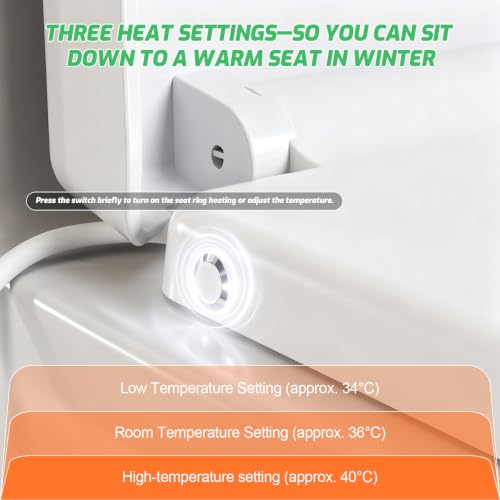 THREE HEAT SETTINGS—SO YOU CAN SIT
DOWN TO A WARM SEAT IN WINTER
Press the switch briefly to turn on the seat ring heating or adjust the temperature.
Low Temperature Setting (approx. 34°C)
Room Temperature Setting (approx. 36°C)
High-temperature setting (approx. 40°C)